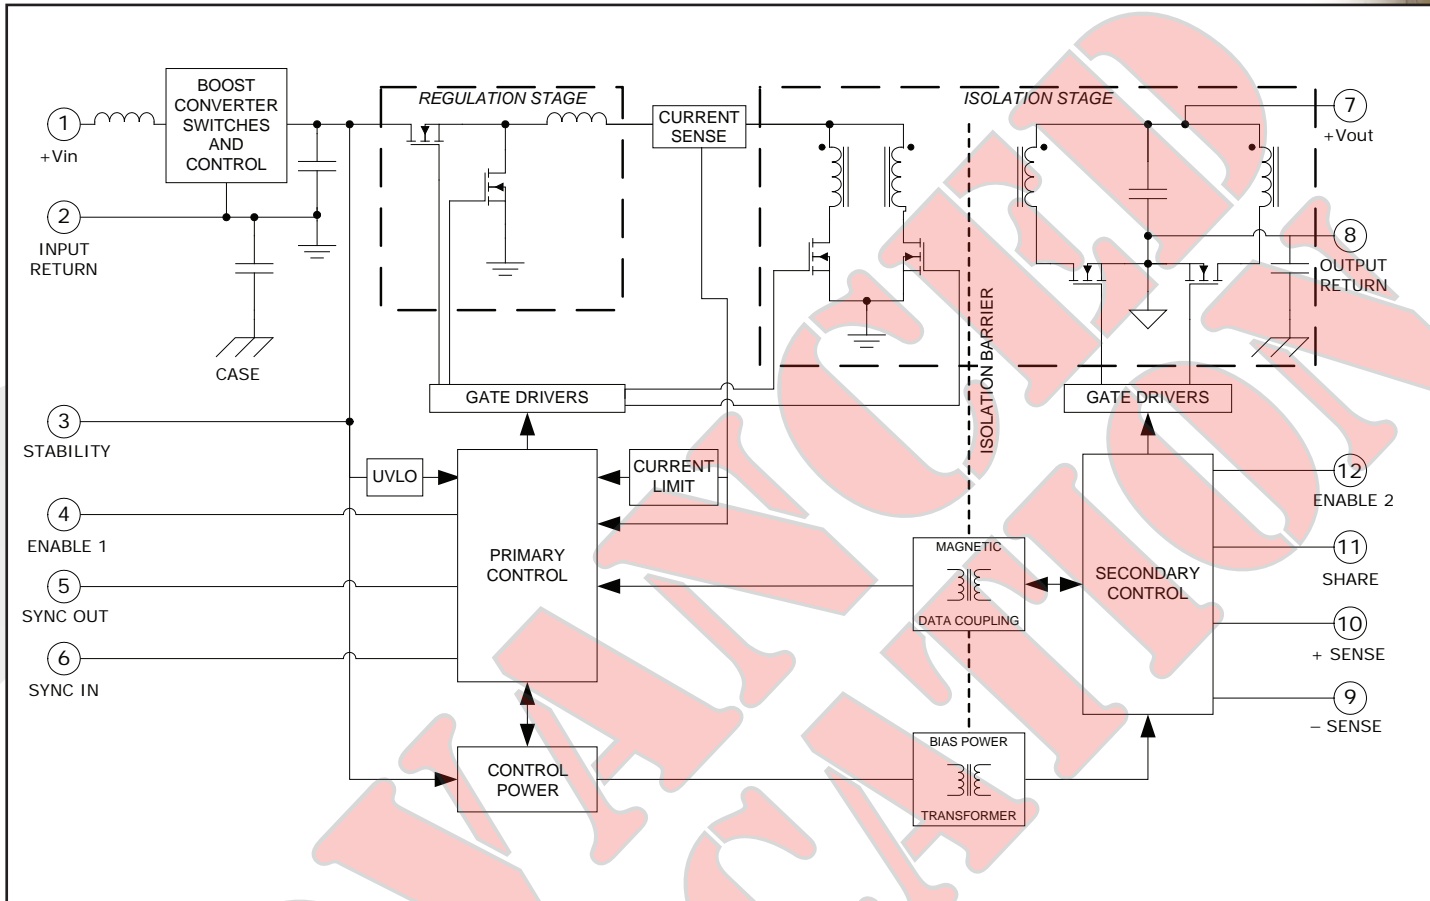 BOOST
CONVERTER
SWITCHES
AND
CONTROL
REGULATION STAGE
CURRENT
SENSE
ISOLATION STAGE
1
+Vin
7
+Vout
2
INPUT
RETURN
8
OUTPUT
RETURN
CASE
ISOLATION BARRIER
GATE DRIVERS
GATE DRIVERS
3
STABILITY
UVLO
CURRENT
LIMIT
12
ENABLE 2
4
ENABLE 1
11
SHARE
PRIMARY
CONTROL
MAGNETIC
DATA COUPLING
SECONDARY
CONTROL
5
SYNC OUT
10
+ SENSE
6
SYNC IN
9
– SENSE
CONTROL
POWER
BIAS POWER
TRANSFORMER